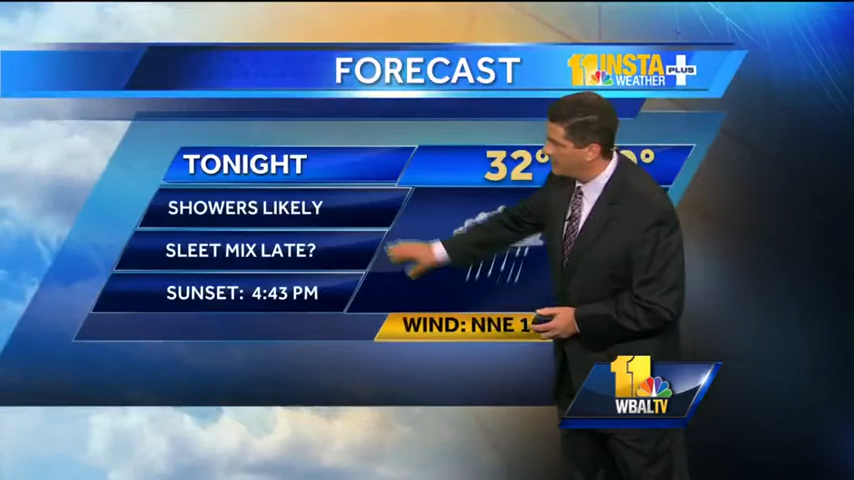 FORECAST
11 INSTA
WEATHER PLUS
TONIGHT
32°
SHOWERS LIKELY
SLEET MIX LATE?
SUNSET: 4:43 PM
WIND: NNE 1
11
WBALTV